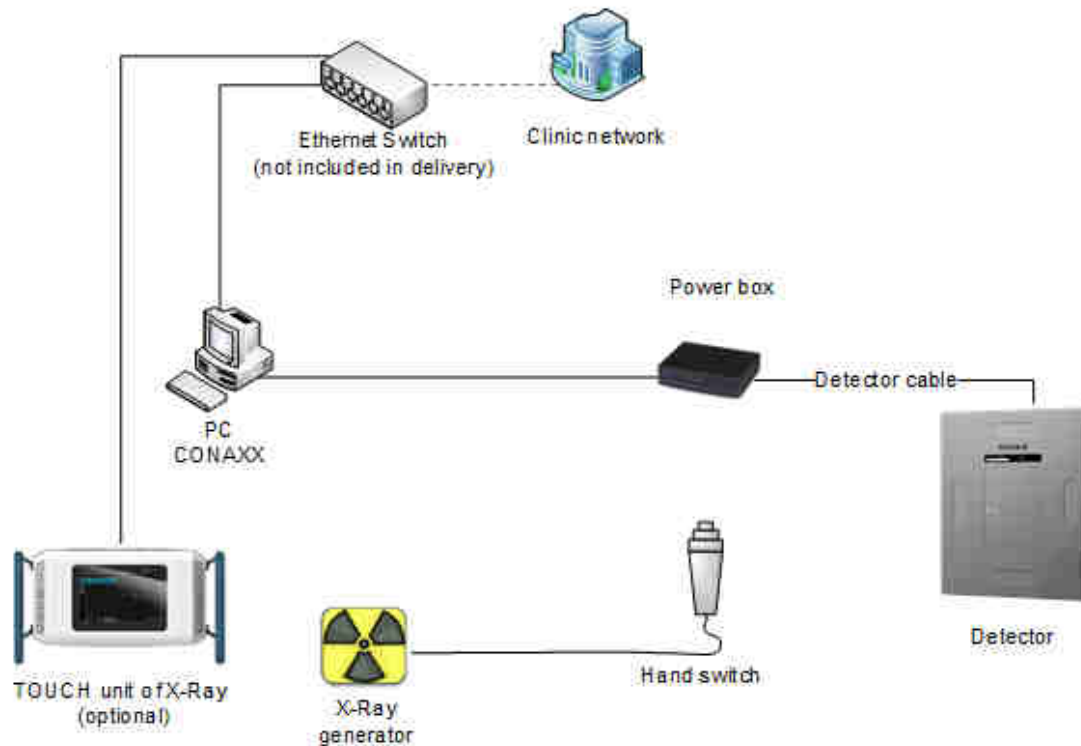 Ethernet Switch
(not included in delivery)
Clinic network
Power box
Detector cable
PC
CONAXX
Detector
Hand switch
TOUCH unit of X-Ray
(optional)
X-Ray
generator